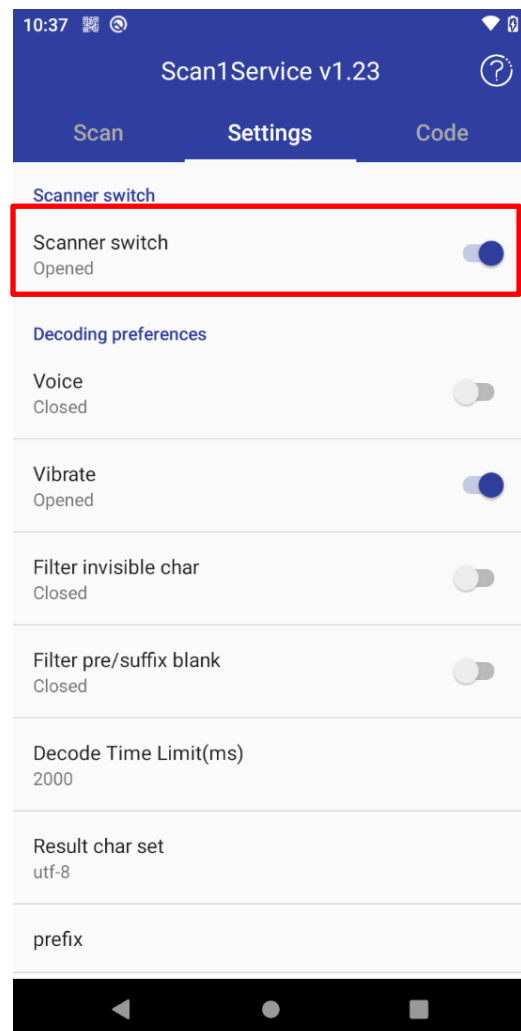 10:37
Scan1Service v1.23
Scan Settings Code
Scanner switch
Scanner switch
Opened
Decoding preferences
Voice
Closed
Vibrate
Opened
Filter invisible char
Closed
Filter pre/suffix blank
Closed
Decode Time Limit(ms)
2000
Result char set
utf-8
prefix